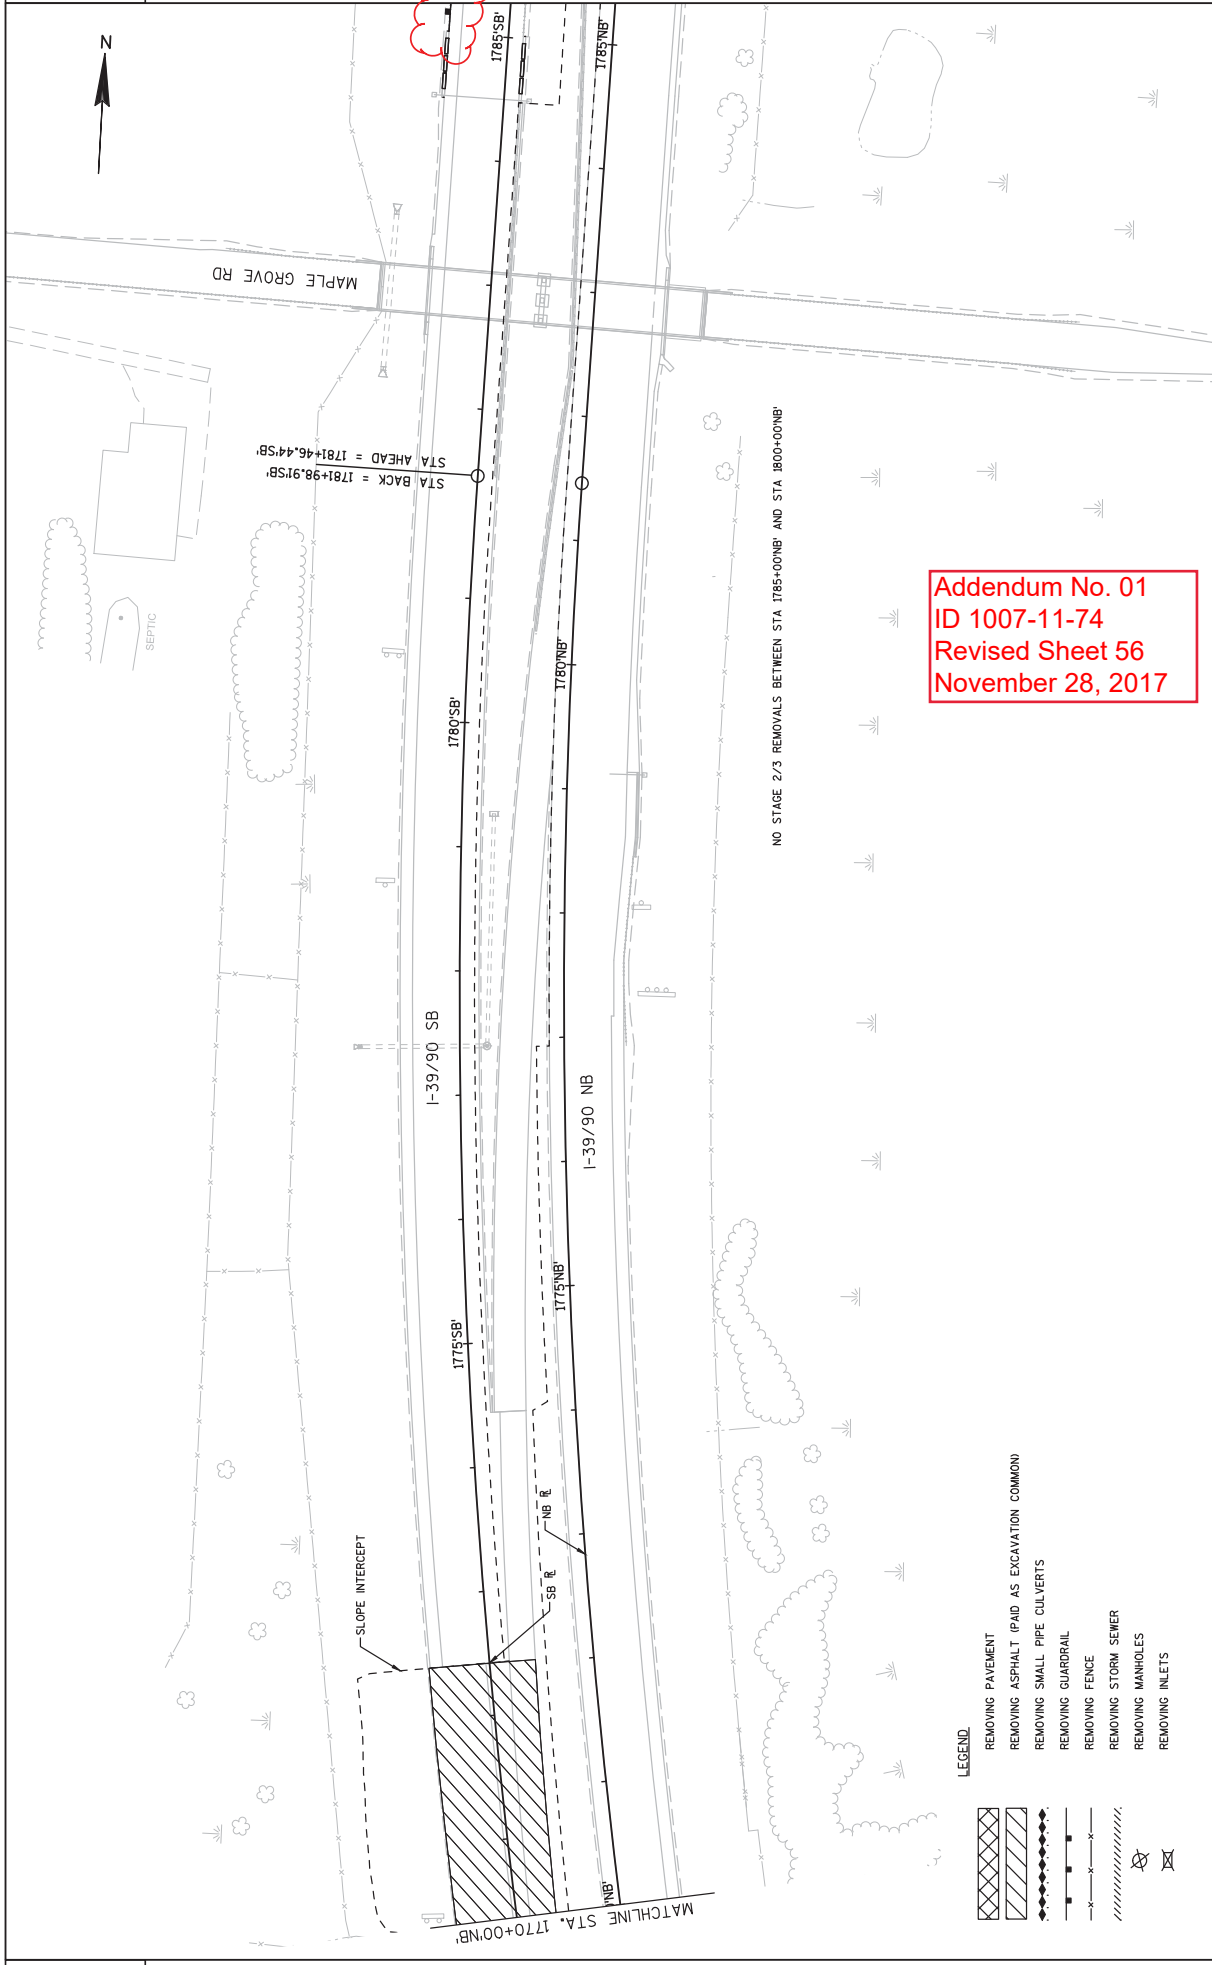 N
1785'SB'
1785'NB'
MAPLE GROVE RD
STA AHEAD = 1781+46.44'SB'
STA BACK = 1781+98.91'SB'
SEPTIC
1780'SB'
1780'NB'
NO STAGE 2/3 REMOVALS BETWEEN STA 1785+00'NB' AND STA 1800+00'NB'
Addendum No. 01
ID 1007-11-74
Revised Sheet 56
November 28, 2017
I-39/90 SB
I-39/90 NB
1775'SB'
1775'NB'
SLOPE INTERCEPT
NB R
SB R
'NB'
MATCHLINE STA. 1770+00'NB'
LEGEND
REMOVING PAVEMENT
REMOVING ASPHALT (PAID AS EXCAVATION COMMON)
REMOVING SMALL PIPE CULVERTS
REMOVING GUARDRAIL
REMOVING FENCE
REMOVING STORM SEWER
REMOVING MANHOLES
REMOVING INLETS